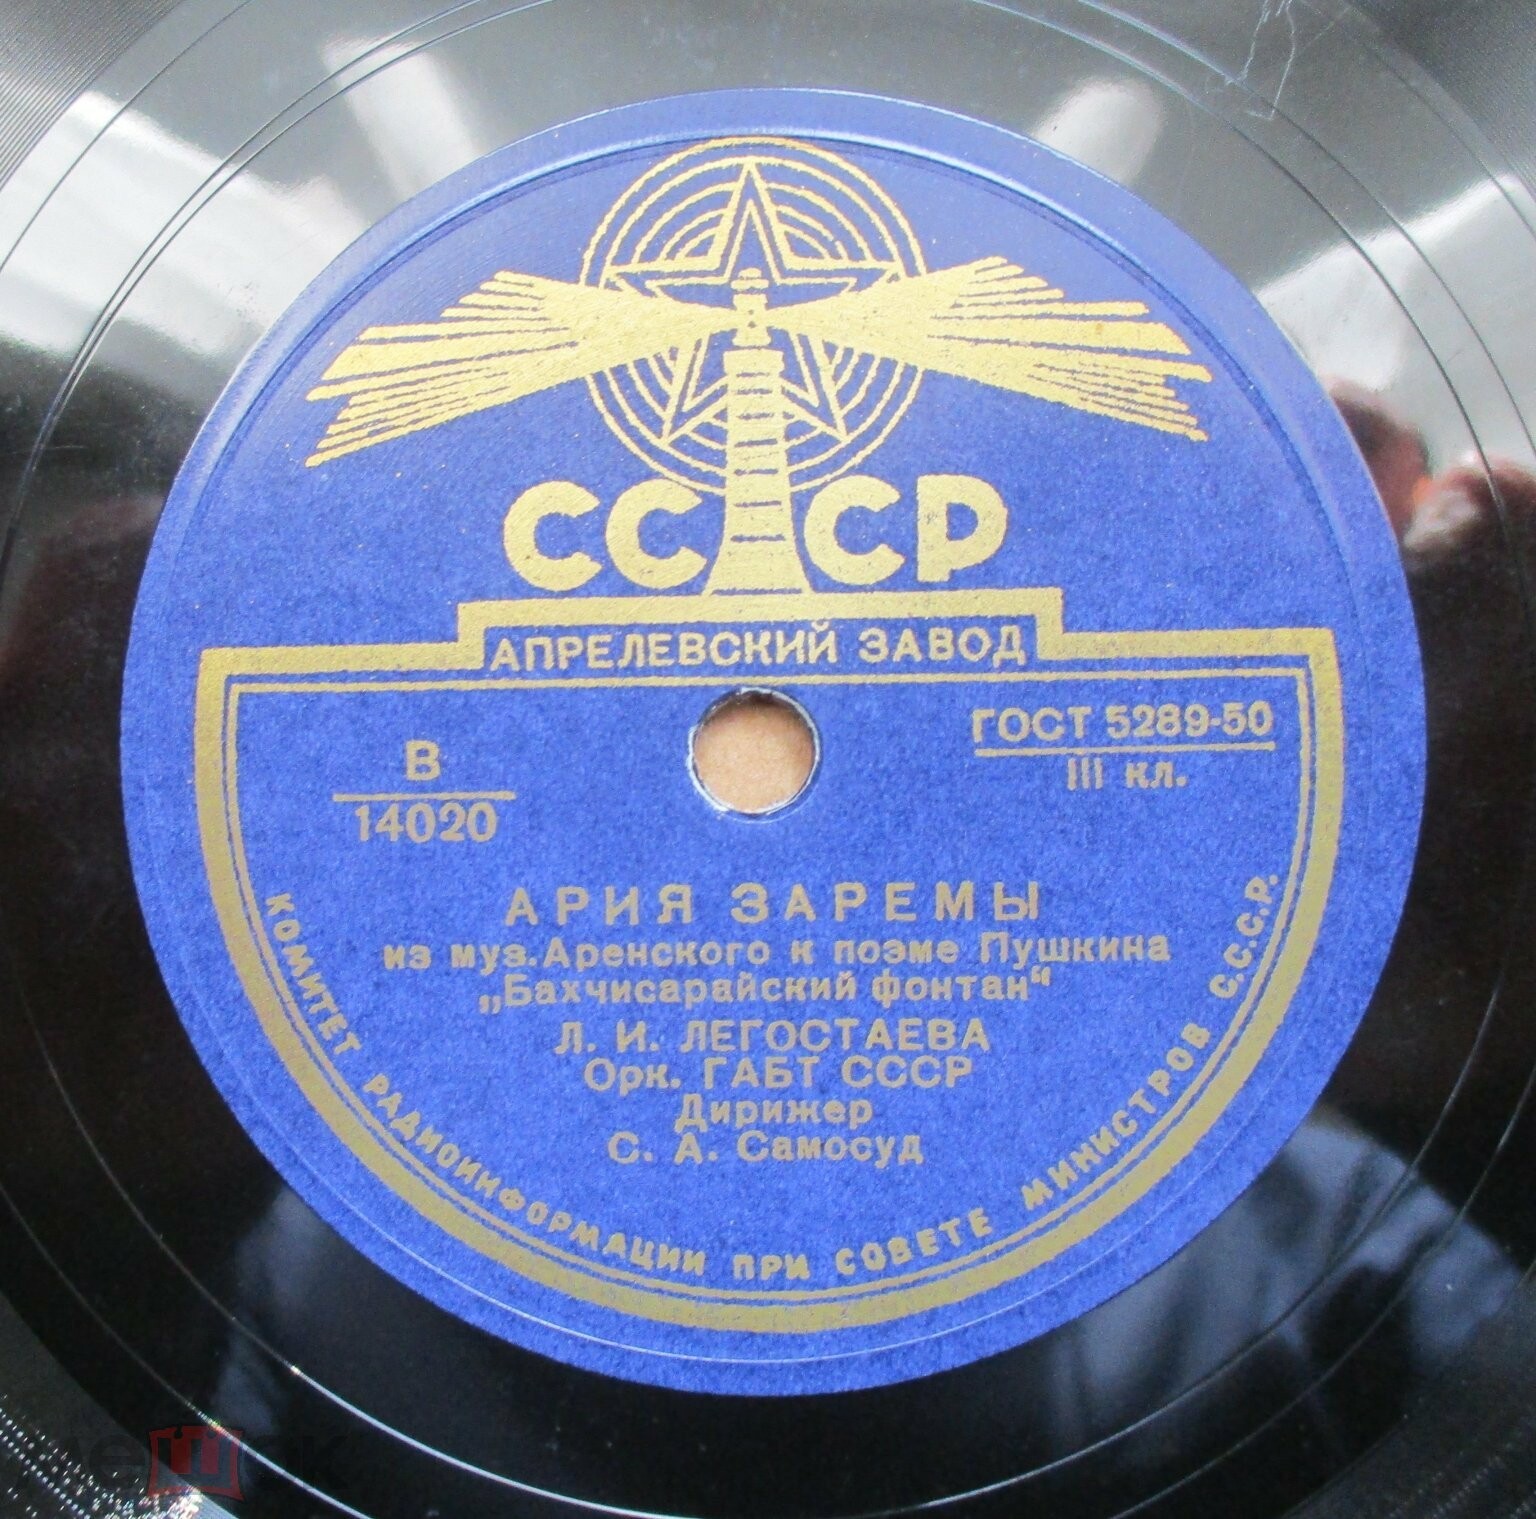 СССР
АПРЕЛЕВСКИЙ ЗАВОД
В
14020
ГОСТ 5289-50
III кл.
АРИЯ ЗАРЕМЫ
из муз. Аренского к поэме Пушкина
„Бахчисарайский фонтан“
Л. И. ЛЕГОСТАЕВА
Орк. ГАБТ СССР
Дирижер
С. А. Самосуд
КОМИТЕТ РАДИОИНФОРМАЦИИ ПРИ СОВЕТЕ МИНИСТРОВ С.С.С.Р.
мешок